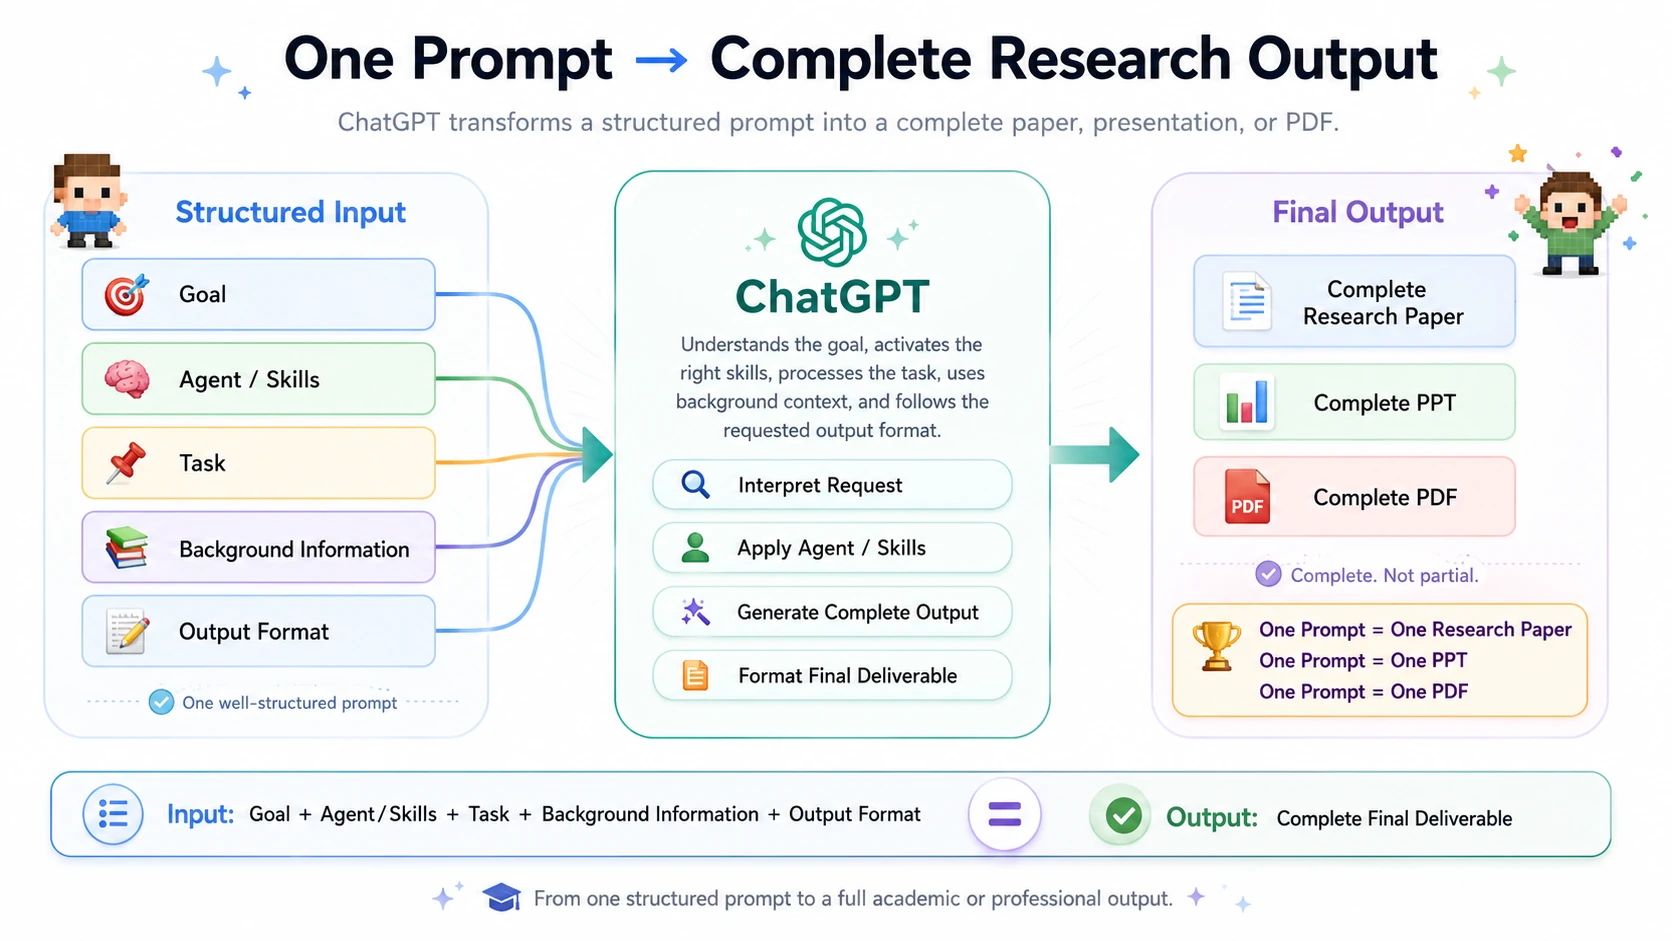 One Prompt → Complete Research Output
ChatGPT transforms a structured prompt into a complete paper, presentation, or PDF.
Structured Input
Goal
Agent / Skills
Task
Background Information
Output Format
One well-structured prompt
ChatGPT
Understands the goal, activates the
right skills, processes the task, uses
background context, and follows the
requested output format.
Interpret Request
Apply Agent / Skills
Generate Complete Output
Format Final Deliverable
Final Output
Complete
Research Paper
Complete PPT
PDF
Complete PDF
Complete. Not partial.
One Prompt = One Research Paper
One Prompt = One PPT
One Prompt = One PDF
Input: Goal + Agent/Skills + Task + Background Information + Output Format
=
Output: Complete Final Deliverable
From one structured prompt to a full academic or professional output.